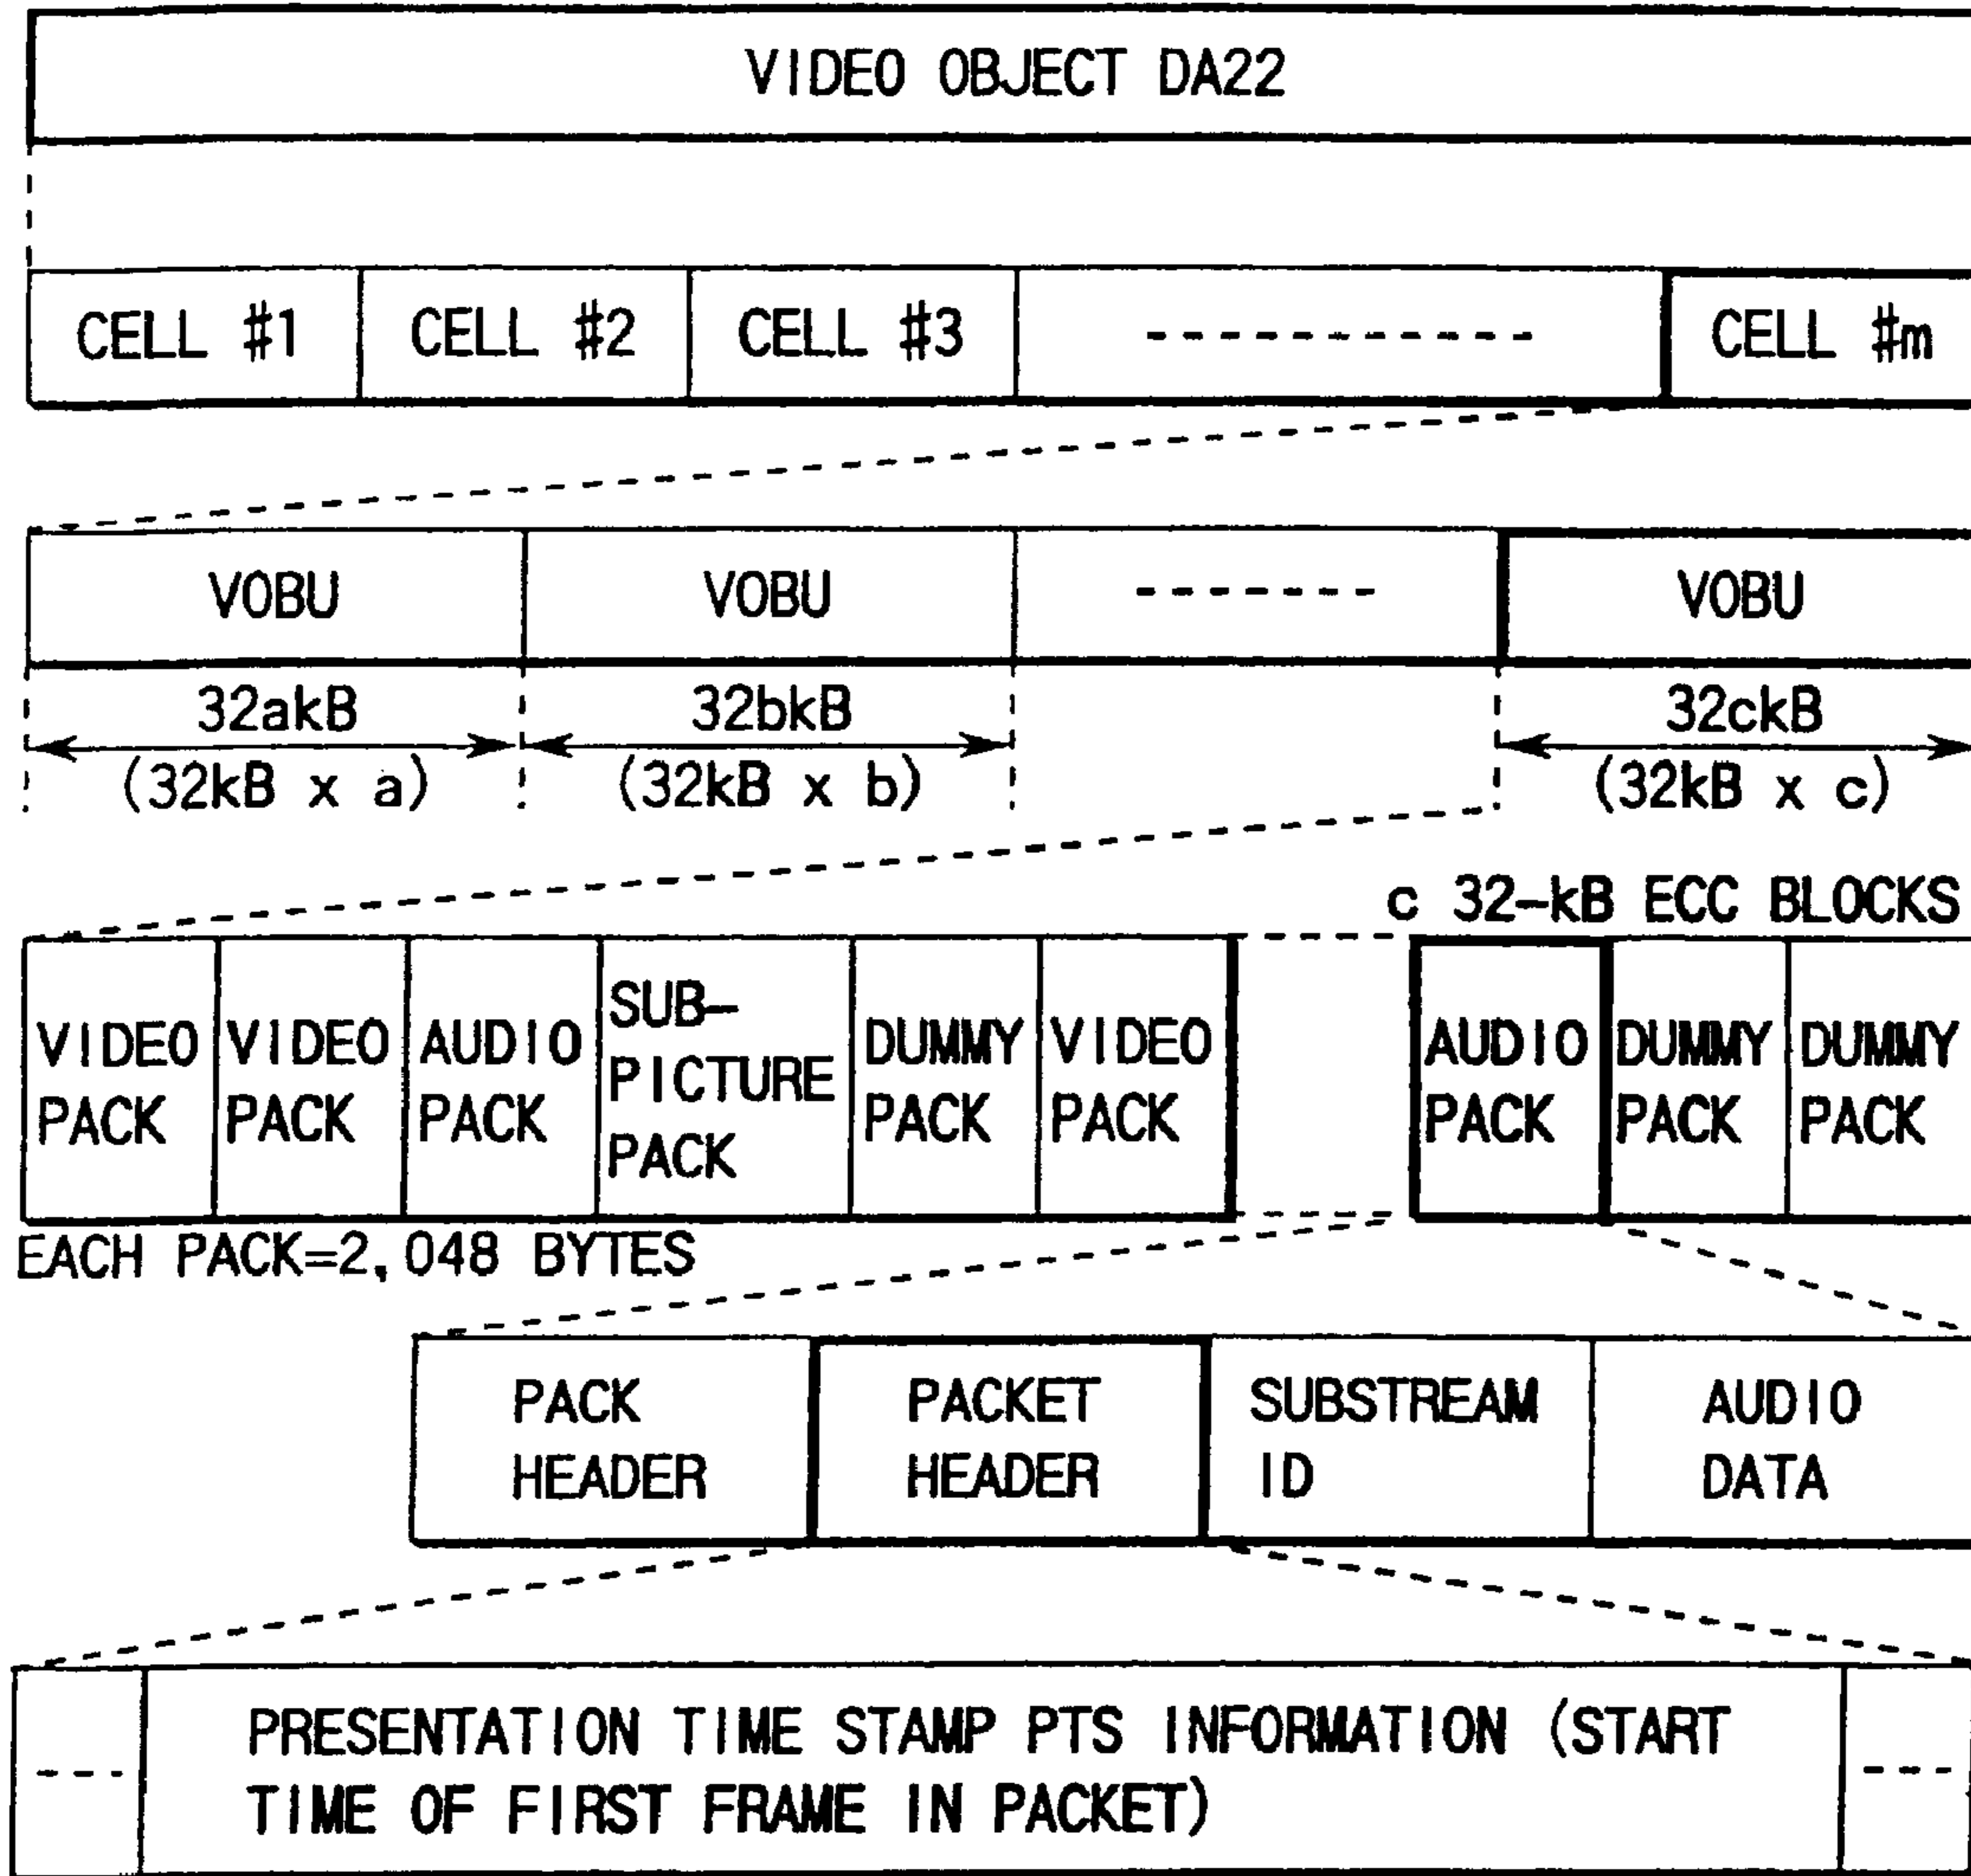 VIDEO OBJECT DA22
CELL #1 CELL #2 CELL #3 ------------ CELL #m
VOBU VOBU ------- VOBU
32akB 32bkB 32ckB
(32kB x a) (32kB x b) (32kB x c)
c 32-kB ECC BLOCKS
VIDEO PACK
VIDEO PACK
AUDIO PACK
SUB-
PICTURE
PACK
DUMMY PACK
VIDEO PACK
AUDIO PACK
DUMMY PACK
DUMMY PACK
EACH PACK=2,048 BYTES
PACK HEADER
PACKET HEADER
SUBSTREAM ID
AUDIO DATA
--- PRESENTATION TIME STAMP PTS INFORMATION (START
TIME OF FIRST FRAME IN PACKET) ---